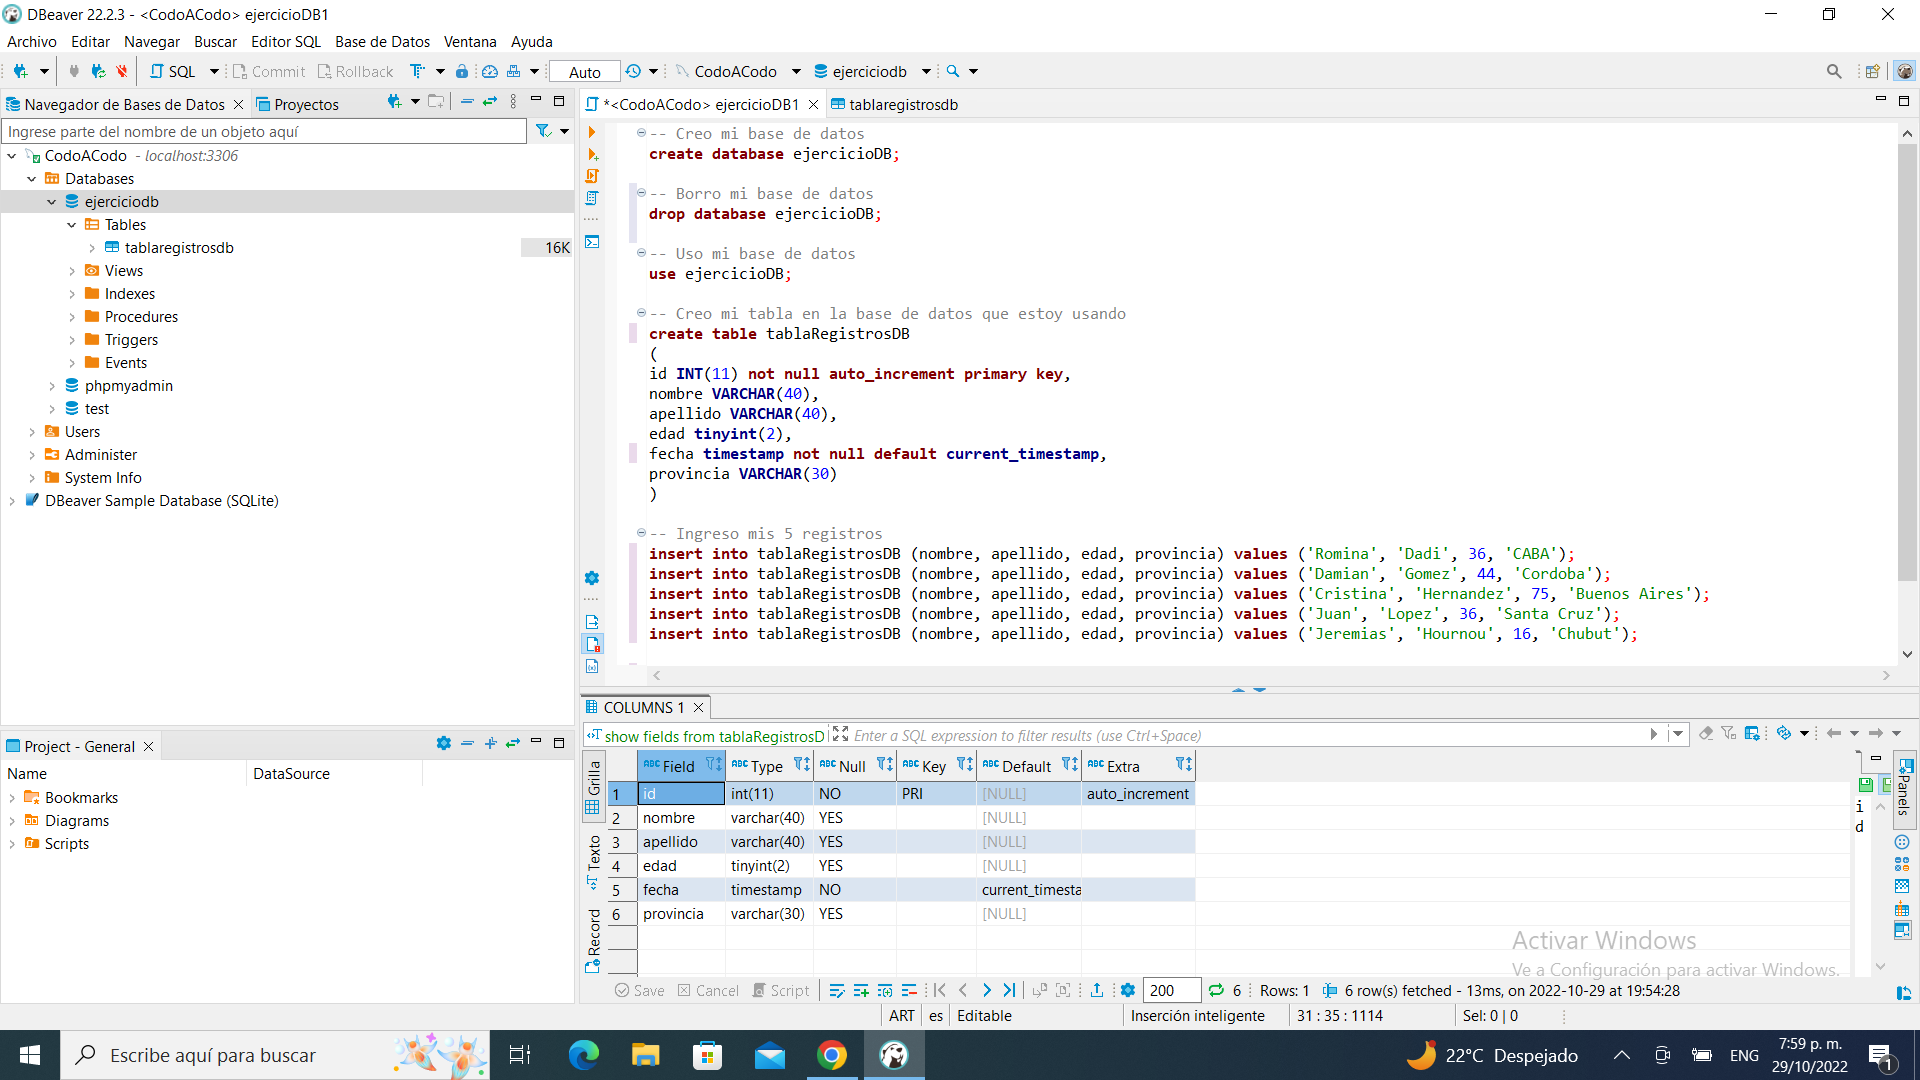 DBeaver 22.2.3 - <CodoACodo> ejercicioDB1
Archivo Editar Navegar Buscar Editor SQL Base de Datos Ventana Ayuda
SQL Commit Rollback Auto CodoACodo ejerciciodb
Navegador de Bases de Datos Proyectos
Ingrese parte del nombre de un objeto aquí
CodoACodo - localhost:3306
Databases
ejerciciodb
Tables
tablaregistrosdb 16K
Views
Indexes
Procedures
Triggers
Events
phpmyadmin
test
Users
Administer
System Info
DBeaver Sample Database (SQLite)
Project - General
Name DataSource
Bookmarks
Diagrams
Scripts
*<CodoACodo> ejercicioDB1 tablaregistrosdb
-- Creo mi base de datos
create database ejercicioDB;
-- Borro mi base de datos
drop database ejercicioDB;
-- Uso mi base de datos
use ejercicioDB;
-- Creo mi tabla en la base de datos que estoy usando
create table tablaRegistrosDB
(
id INT(11) not null auto_increment primary key,
nombre VARCHAR(40),
apellido VARCHAR(40),
edad tinyint(2),
fecha timestamp not null default current_timestamp,
provincia VARCHAR(30)
)
-- Ingreso mis 5 registros
insert into tablaRegistrosDB (nombre, apellido, edad, provincia) values ('Romina', 'Dadi', 36, 'CABA');
insert into tablaRegistrosDB (nombre, apellido, edad, provincia) values ('Damian', 'Gomez', 44, 'Cordoba');
insert into tablaRegistrosDB (nombre, apellido, edad, provincia) values ('Cristina', 'Hernandez', 75, 'Buenos Aires');
insert into tablaRegistrosDB (nombre, apellido, edad, provincia) values ('Juan', 'Lopez', 36, 'Santa Cruz');
insert into tablaRegistrosDB (nombre, apellido, edad, provincia) values ('Jeremias', 'Hournou', 16, 'Chubut');
COLUMNS 1
show fields from tablaRegistrosD Enter a SQL expression to filter results (use Ctrl+Space)
Grilla
Texto
Record
Field Type Null Key Default Extra
1 id int(11) NO PRI [NULL] auto_increment
2 nombre varchar(40) YES [NULL]
3 apellido varchar(40) YES [NULL]
4 edad tinyint(2) YES [NULL]
5 fecha timestamp NO current_timesta
6 provincia varchar(30) YES [NULL]
i
d
Panels
Activar Windows
Ve a Configuración para activar Windows.
Save Cancel Script 200 6 Rows: 1 6 row(s) fetched - 13ms, on 2022-10-29 at 19:54:28
ART es Editable Inserción inteligente 31 : 35 : 1114 Sel: 0 | 0
Escribe aquí para buscar
22°C Despejado ENG
7:59 p. m.
29/10/2022
1